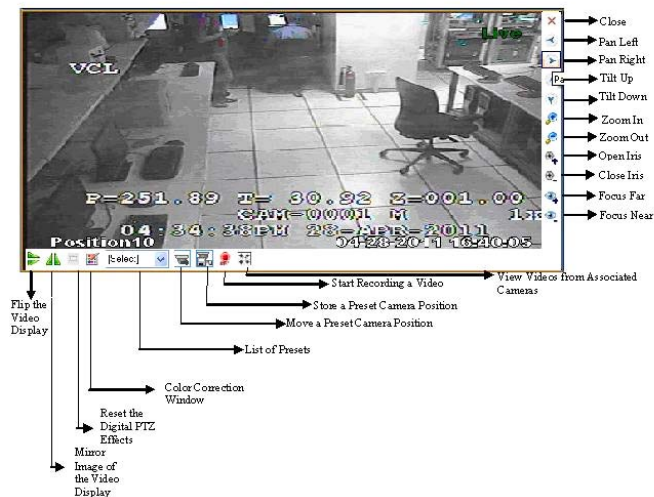 Live
VCL
P=251.89 T= 30.92 Z=001.00
CAM=0001 M 1x
04:34:38PM 28-APR-2011
Position10 04-28-2011 16:40:05
[Select]
Pa
Close
Pan Left
Pan Right
Tilt Up
Tilt Down
Zoom In
Zoom Out
Open Iris
Close Iris
Focus Far
Focus Near
View Videos from Associated
Cameras
Start Recording a Video
Store a Preset Camera Position
Move a Preset Camera Position
List of Presets
Color Correction
Window
Reset the
Digital PTZ
Effects
Mirror
Image of
the Video
Display
Flip the
Video
Display